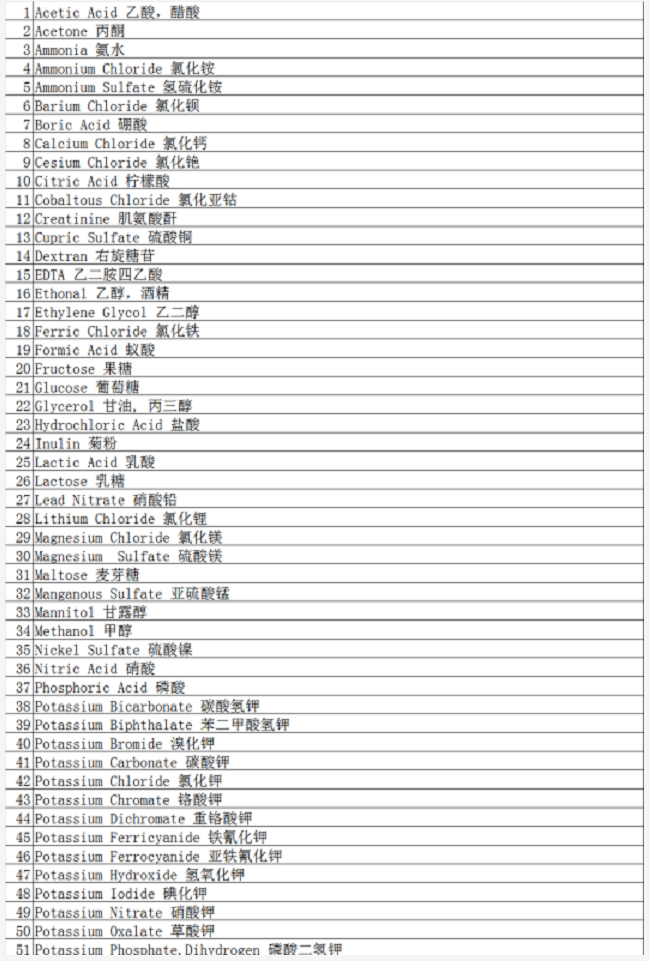 1 Acetic Acid 乙酸，醋酸
2 Acetone 丙酮
3 Ammonia 氨水
4 Ammonium Chloride 氯化铵
5 Ammonium Sulfate 氢硫化铵
6 Barium Chloride 氯化钡
7 Boric Acid 硼酸
8 Calcium Chloride 氯化钙
9 Cesium Chloride 氯化铯
10 Citric Acid 柠檬酸
11 Cobaltous Chloride 氯化亚钴
12 Creatinine 肌氨酸酐
13 Cupric Sulfate 硫酸铜
14 Dextran 右旋糖苷
15 EDTA 乙二胺四乙酸
16 Ethonal 乙醇，酒精
17 Ethylene Glycol 乙二醇
18 Ferric Chloride 氯化铁
19 Formic Acid 蚁酸
20 Fructose 果糖
21 Glucose 葡萄糖
22 Glycerol 甘油，丙三醇
23 Hydrochloric Acid 盐酸
24 Inulin 菊粉
25 Lactic Acid 乳酸
26 Lactose 乳糖
27 Lead Nitrate 硝酸铅
28 Lithium Chloride 氯化锂
29 Magnesium Chloride 氯化镁
30 Magnesium  Sulfate 硫酸镁
31 Maltose 麦芽糖
32 Manganous Sulfate 亚硫酸锰
33 Mannitol 甘露醇
34 Methanol 甲醇
35 Nickel Sulfate 硫酸镍
36 Nitric Acid 硝酸
37 Phosphoric Acid 磷酸
38 Potassium Bicarbonate 碳酸氢钾
39 Potassium Biphthalate 苯二甲酸氢钾
40 Potassium Bromide 溴化钾
41 Potassium Carbonate 碳酸钾
42 Potassium Chloride 氯化钾
43 Potassium Chromate 铬酸钾
44 Potassium Dichromate 重铬酸钾
45 Potassium Ferricyanide 铁氰化钾
46 Potassium Ferrocyanide 亚铁氰化钾
47 Potassium Hydroxide 氢氧化钾
48 Potassium Iodide 碘化钾
49 Potassium Nitrate 硝酸钾
50 Potassium Oxalate 草酸钾
51 Potassium Phosphate,Dihydrogen 磷酸二氢钾